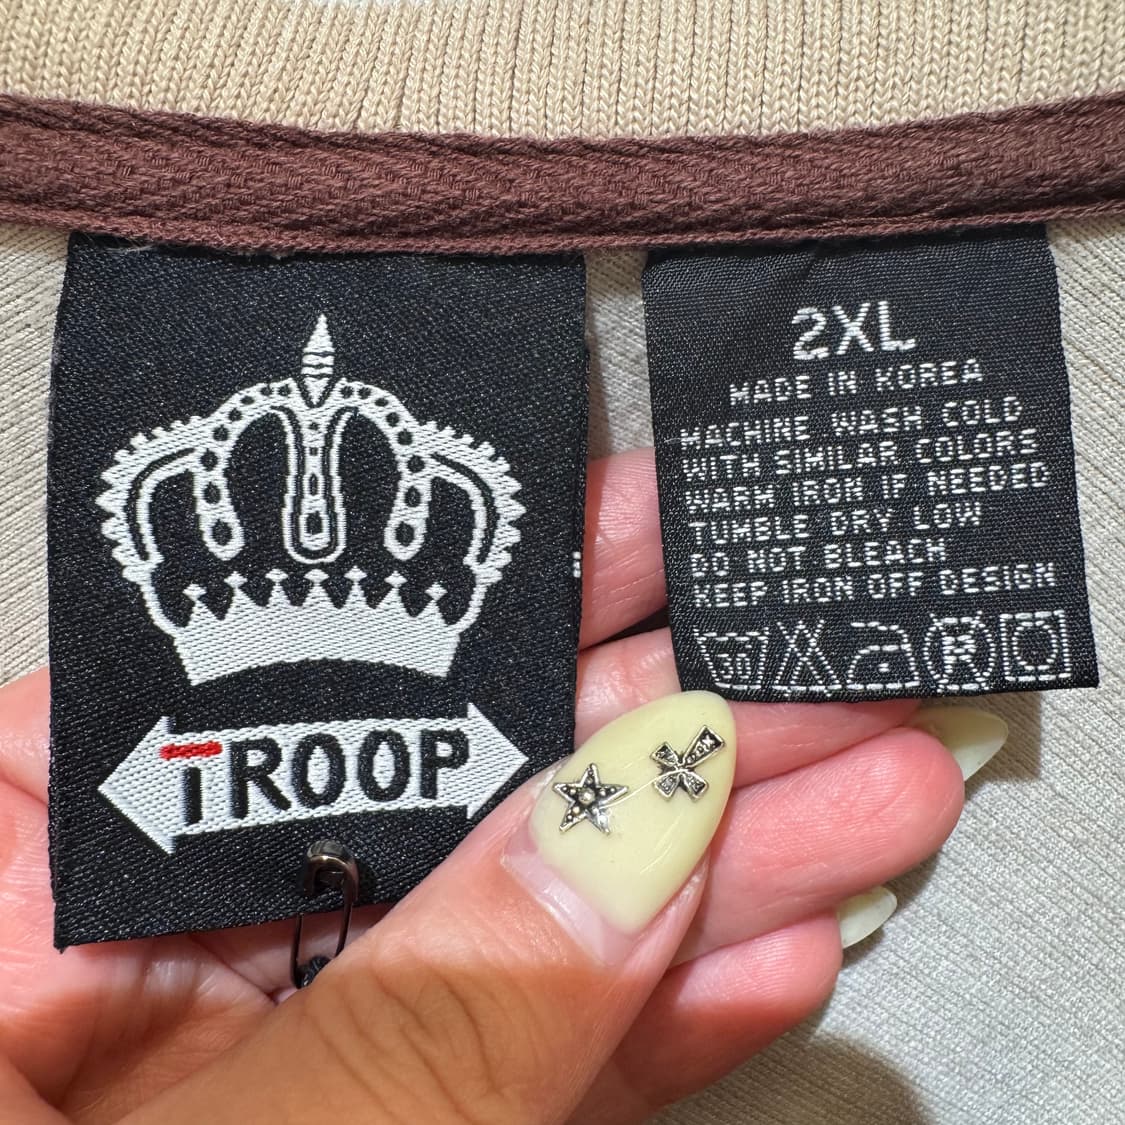 TROOP
2XL
MADE IN KOREA
MACHINE WASH COLD
WITH SIMILAR COLORS
WARM IRON IF NEEDED
TUMBLE DRY LOW
DO NOT BLEACH
KEEP IRON OFF DESIGN
30 R